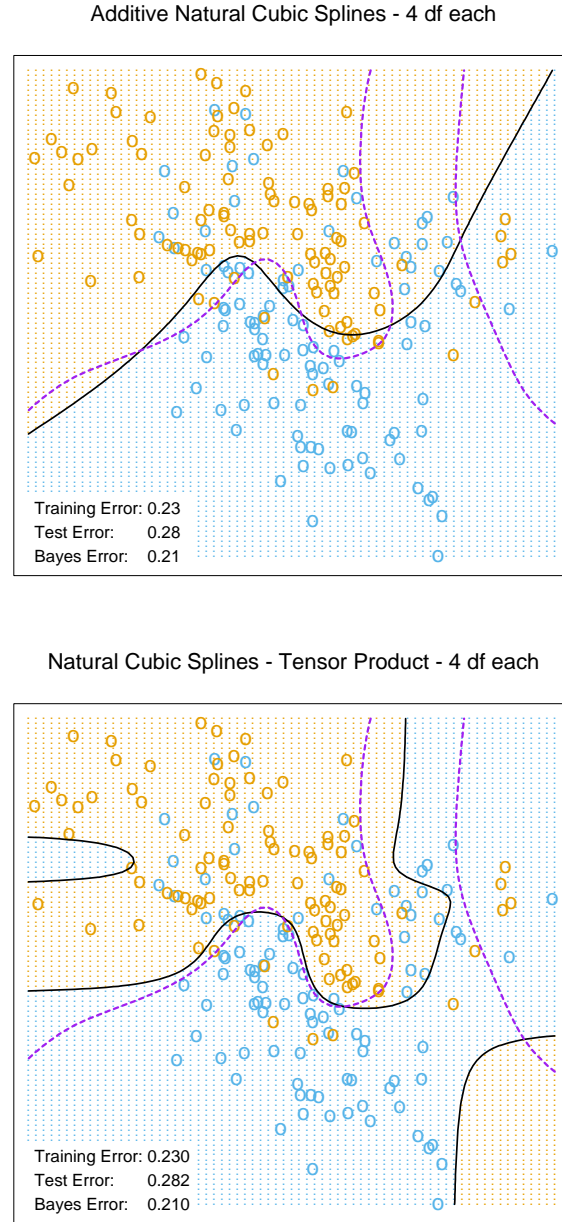 Additive Natural Cubic Splines - 4 df each
Training Error: 0.23
Test Error: 0.28
Bayes Error: 0.21
Natural Cubic Splines - Tensor Product - 4 df each
Training Error: 0.230
Test Error: 0.282
Bayes Error: 0.210